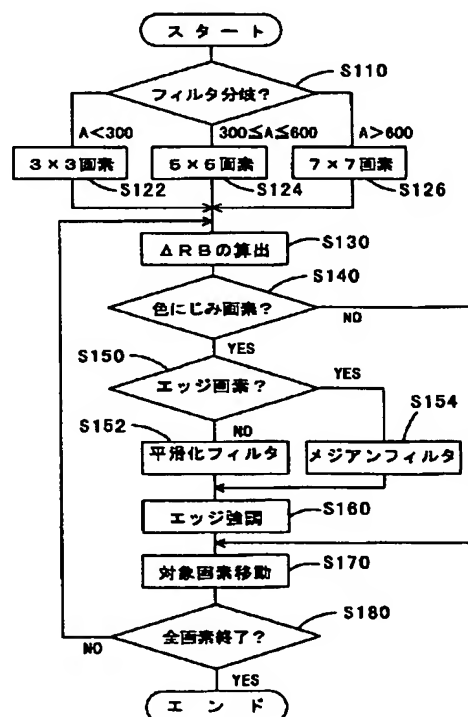 スタート
S110
フィルタ分岐?
A<300
300≦A≦600
A>600
3×3画素
5×5画素
7×7画素
S122
S124
S126
S130
ΔRBの算出
S140
色にじみ画素?
NO
S150
YES
エッジ画素?
YES
S154
S152
NO
平滑化フィルタ
メジアンフィルタ
エッジ強調
S160
対象画素移動
S170
S180
全画素終了?
NO
YES
エンド